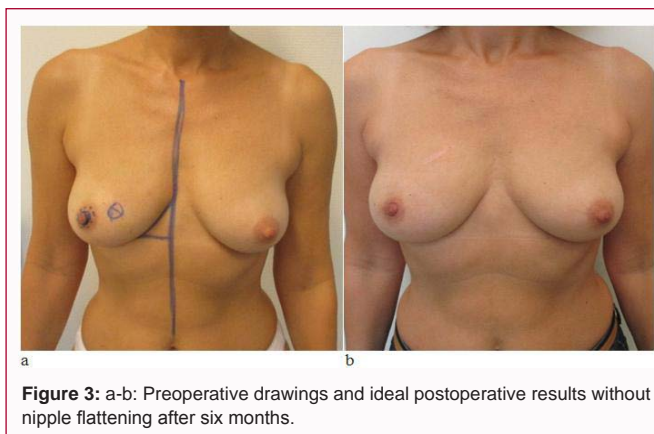 a b
Figure 3: a-b: Preoperative drawings and ideal postoperative results without
nipple flattening after six months.